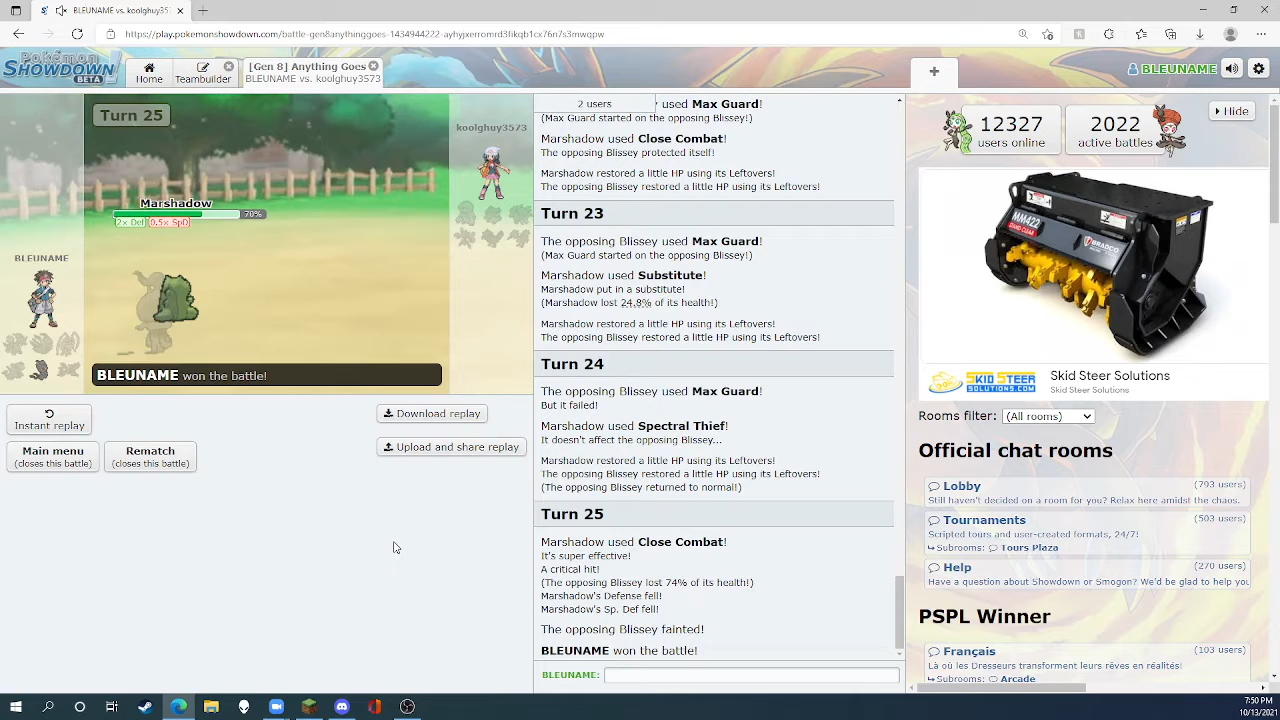 BLEUNAME vs. koolghuy3573
https://play.pokemonshowdown.com/battle-gen8anythinggoes-1434944222-ayhyjxerromrd3fikqb1cx76n7s3mwqpw
Pokémon
SHOWDOWN
BETA
Home
Teambuilder
[Gen 8] Anything Goes
BLEUNAME vs. koolghuy3573
BLEUNAME
Turn 25
koolghuy3573
Marshadow
70%
2x Def 0.5x SpD
BLEUNAME
BLEUNAME won the battle!
Instant replay
Download replay
Main menu
(closes this battle)
Rematch
(closes this battle)
Upload and share replay
2 users
used Max Guard!
(Max Guard started on the opposing Blissey!)
Marshadow used Close Combat!
The opposing Blissey protected itself!
Marshadow restored a little HP using its Leftovers!
The opposing Blissey restored a little HP using its Leftovers!
Turn 23
The opposing Blissey used Max Guard!
(Max Guard started on the opposing Blissey!)
Marshadow used Substitute!
Marshadow put in a substitute!
(Marshadow lost 24.8% of its health!)
Marshadow restored a little HP using its Leftovers!
The opposing Blissey restored a little HP using its Leftovers!
Turn 24
The opposing Blissey used Max Guard!
But it failed!
Marshadow used Spectral Thief!
It doesn't affect the opposing Blissey...
Marshadow restored a little HP using its Leftovers!
The opposing Blissey restored a little HP using its Leftovers!
(The opposing Blissey returned to normal!)
Turn 25
Marshadow used Close Combat!
It's super effective!
A critical hit!
(The opposing Blissey lost 74% of its health!)
Marshadow's Defense fell!
Marshadow's Sp. Def fell!
The opposing Blissey fainted!
BLEUNAME won the battle!
BLEUNAME:
12327
users online
2022
active battles
Hide
MM422
BRADCO
SKID STEER
SOLUTIONS.COM
Skid Steer Solutions
Skid Steer Solutions
Rooms filter: (All rooms)
Official chat rooms
Lobby (793 users)
Still haven't decided on a room for you? Relax here amidst the chaos.
Tournaments (503 users)
Scripted tours and user-created formats, 24/7!
Subrooms: Tours Plaza
Help (270 users)
Have a question about Showdown or Smogon? We'd be glad to help you
PSPL Winner
Français (103 users)
Là où les Dresseurs transforment leurs rêves en réalités!
Subrooms: Arcade
7:50 PM
10/13/2021